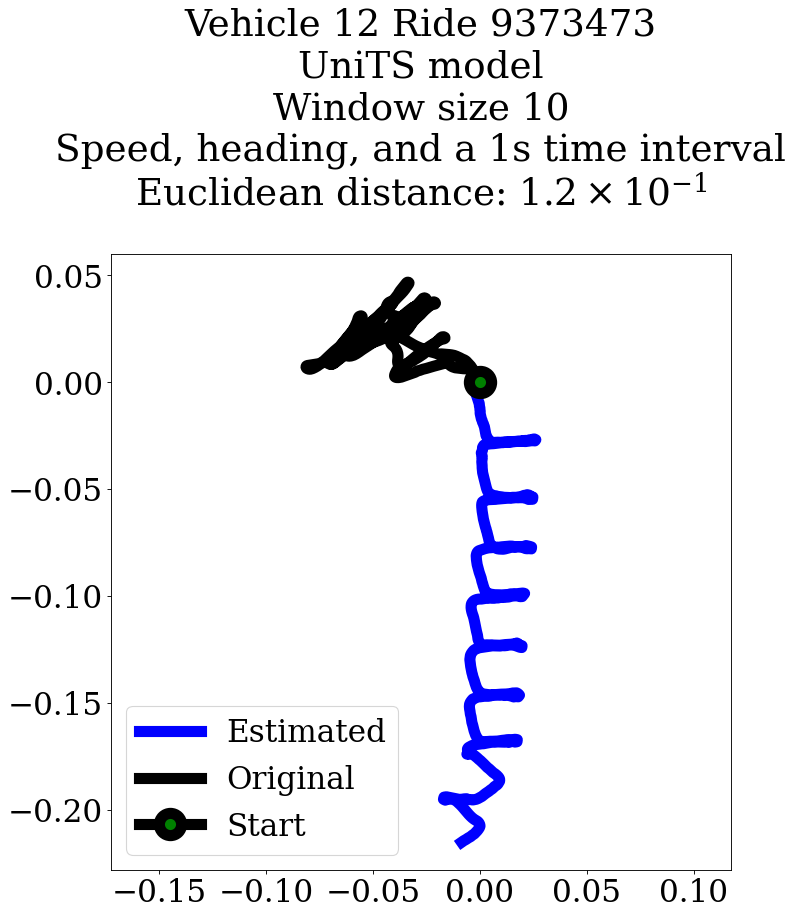 Vehicle 12 Ride 9373473
UniTS model
Window size 10
Speed, heading, and a 1s time interval
Euclidean distance: 1.2 × 10⁻¹
0.05
0.00
−0.05
−0.10
−0.15
−0.20
Estimated
Original
Start
−0.15 −0.10 −0.05 0.00 0.05 0.10